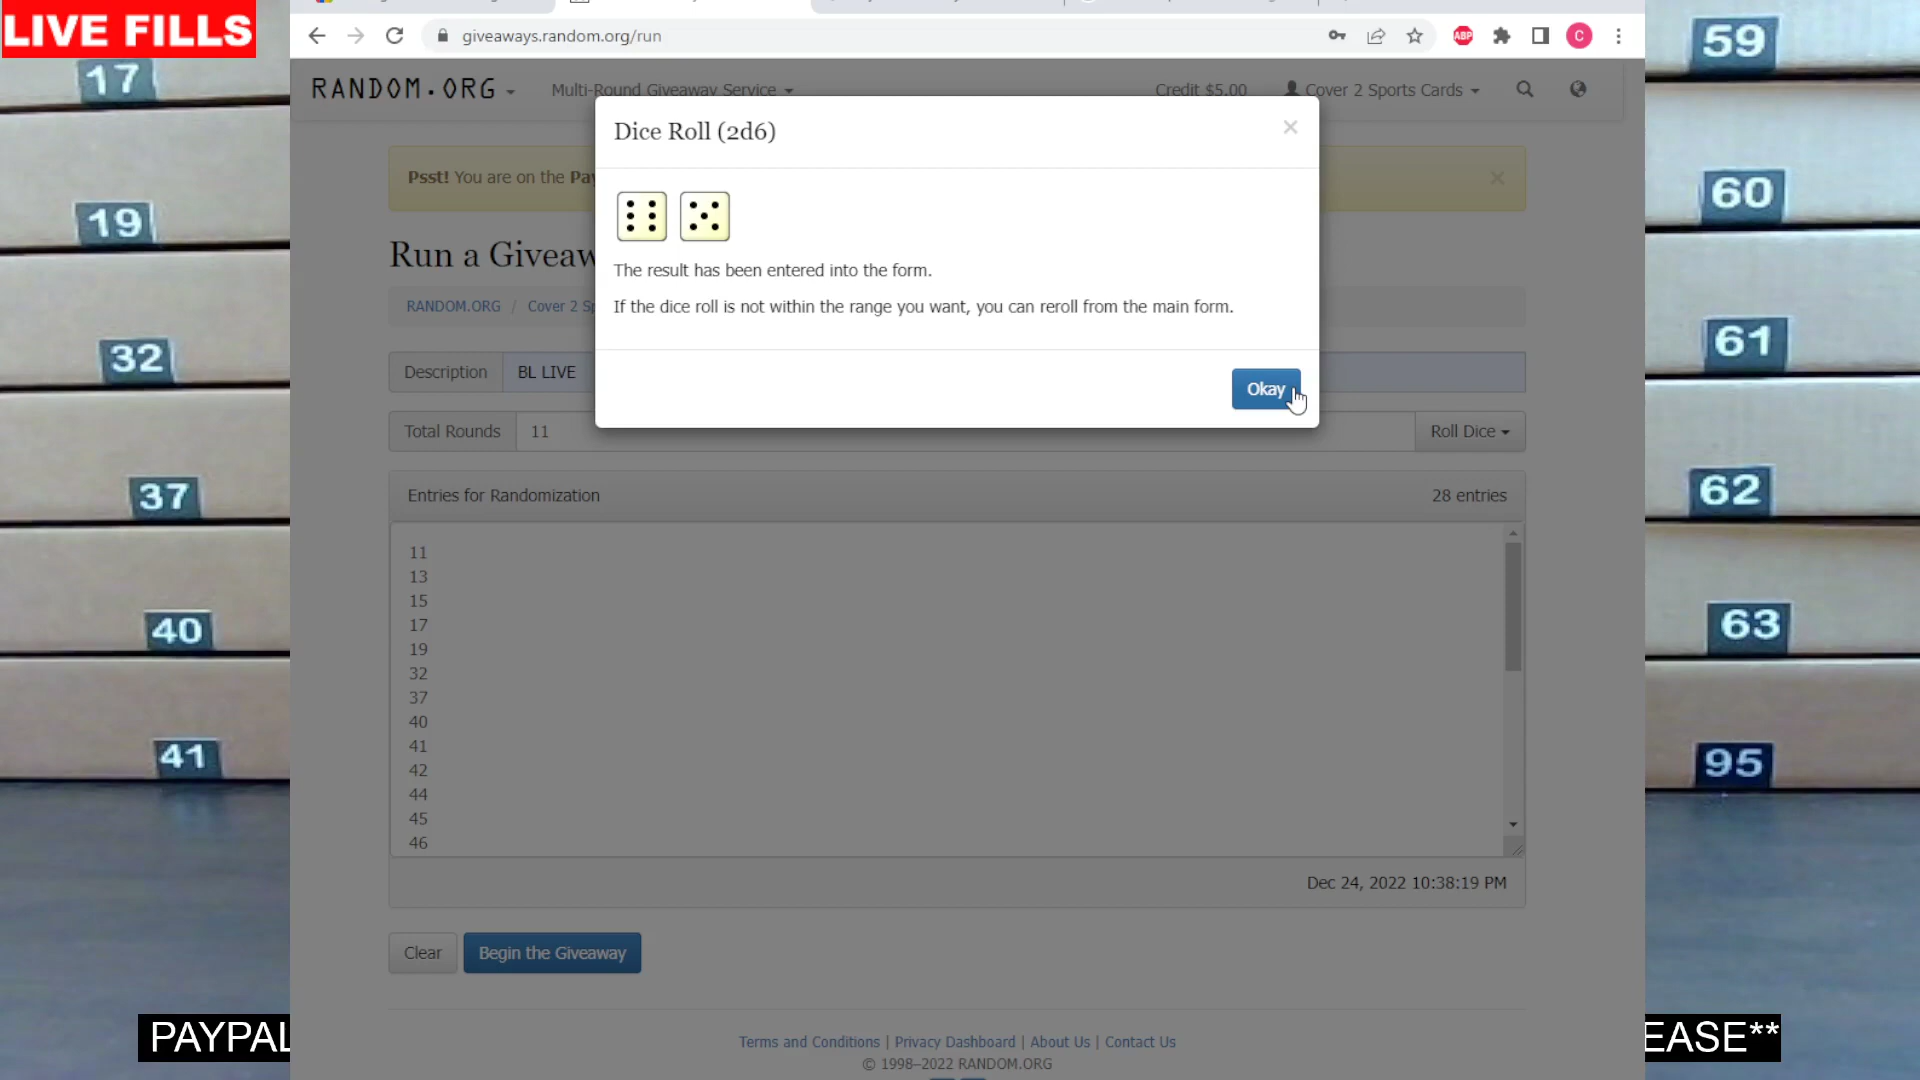 LIVE FILLS
17
19
32
37
40
41
59
60
61
62
63
95
giveaways.random.org/run
ABP
C
RANDOM.ORG
Multi-Round Giveaway Service
Credit $5.00
Cover 2 Sports Cards
Dice Roll (2d6)
×
Psst! You are on the Pay
×
The result has been entered into the form.
If the dice roll is not within the range you want, you can reroll from the main form.
Okay
Run a Giveaw
RANDOM.ORG / Cover 2 Sp
Description
BL LIVE
Total Rounds
11
Roll Dice
Entries for Randomization
28 entries
11
13
15
17
19
32
37
40
41
42
44
45
46
Dec 24, 2022 10:38:19 PM
Clear
Begin the Giveaway
Terms and Conditions | Privacy Dashboard | About Us | Contact Us
© 1998–2022 RANDOM.ORG
PAYPAL
EASE**